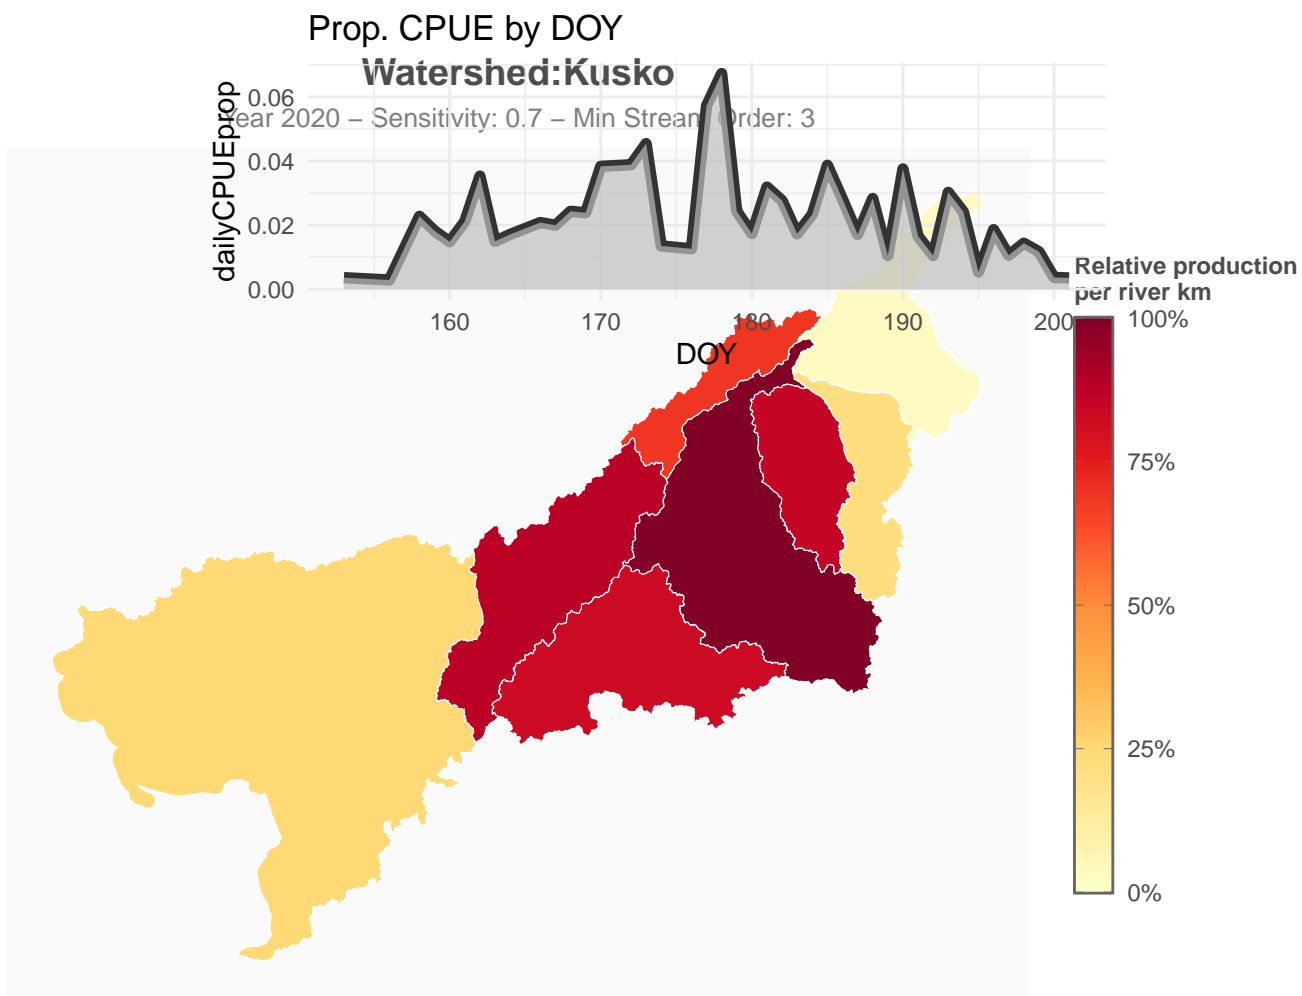 Prop. CPUE by DOY
Watershed:Kusko
Year 2020 – Sensitivity: 0.7 – Min Stream Order: 3
dailyCPUEprop
0.06
0.04
0.02
0.00
160
170
180
190
200
DOY
Relative production
per river km
100%
75%
50%
25%
0%